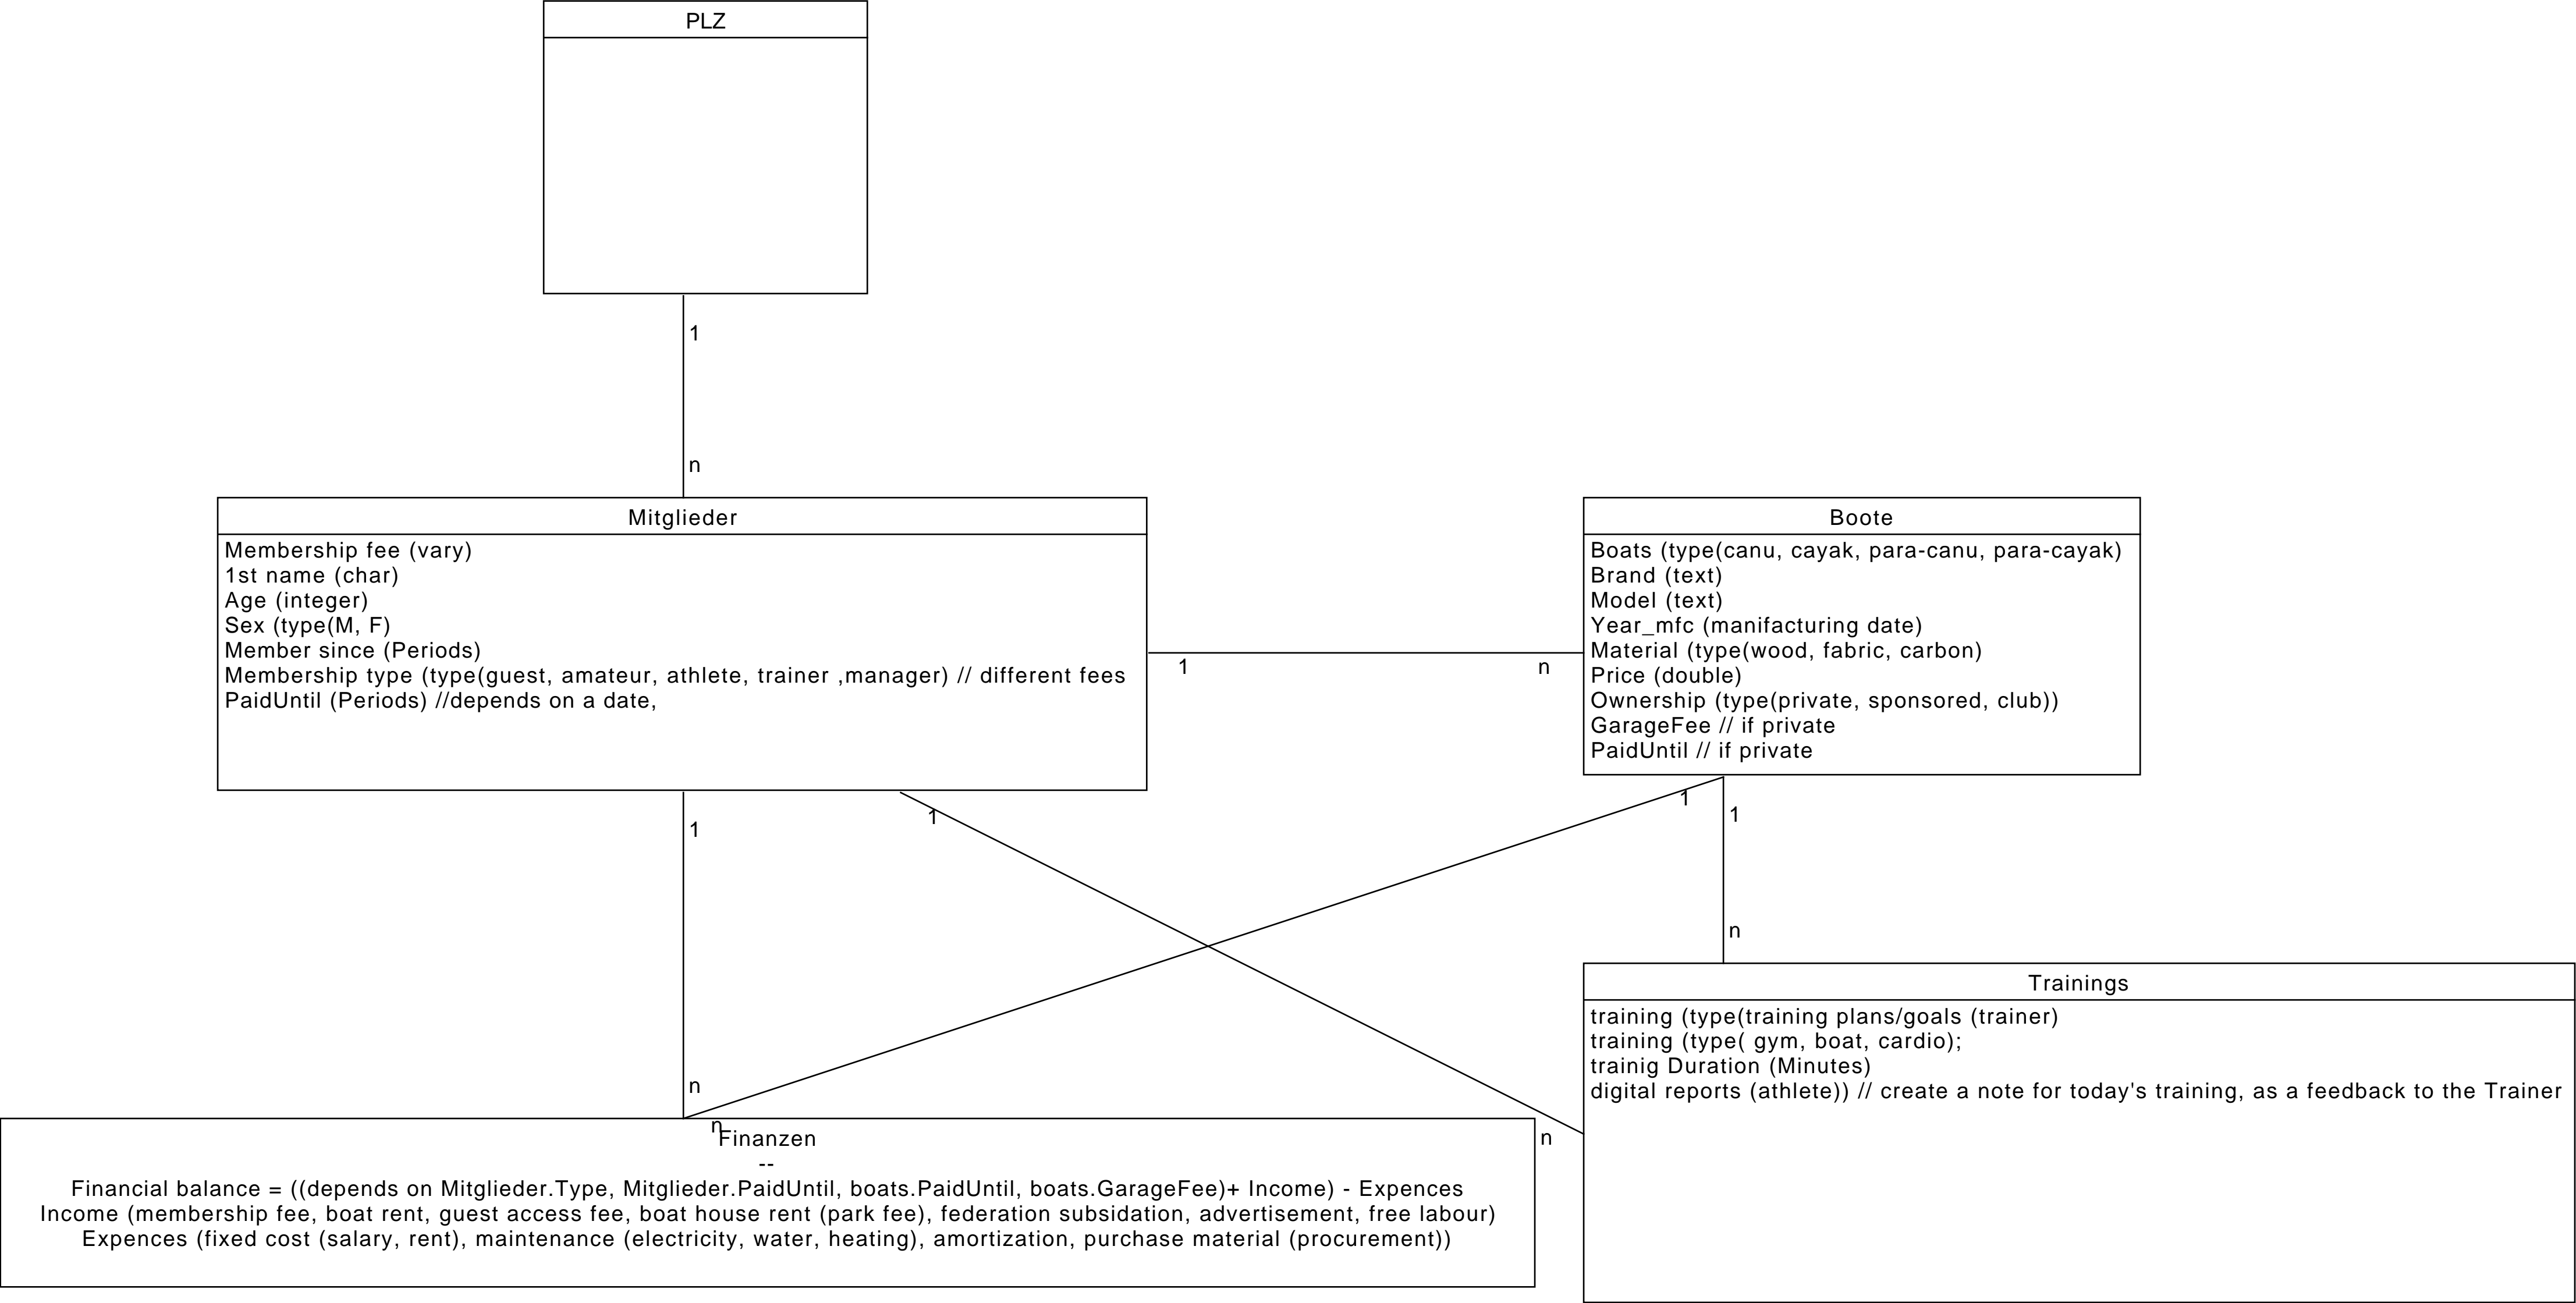 PLZ
1
n
Mitglieder
Membership fee (vary)
1st name (char)
Age (integer)
Sex (type(M, F)
Member since (Periods)
Membership type (type(guest, amateur, athlete, trainer ,manager) // different fees
PaidUntil (Periods) //depends on a date,
1
n
Boote
Boats (type(canu, cayak, para-canu, para-cayak)
Brand (text)
Model (text)
Year_mfc (manifacturing date)
Material (type(wood, fabric, carbon)
Price (double)
Ownership (type(private, sponsored, club))
GarageFee // if private
PaidUntil // if private
1
1
1
1
n
n
n
n
Trainings
training (type(training plans/goals (trainer)
training (type( gym, boat, cardio);
trainig Duration (Minutes)
digital reports (athlete)) // create a note for today's training, as a feedback to the Trainer
Finanzen
--
Financial balance = ((depends on Mitglieder.Type, Mitglieder.PaidUntil, boats.PaidUntil, boats.GarageFee)+ Income) - Expences
Income (membership fee, boat rent, guest access fee, boat house rent (park fee), federation subsidation, advertisement, free labour)
Expences (fixed cost (salary, rent), maintenance (electricity, water, heating), amortization, purchase material (procurement))